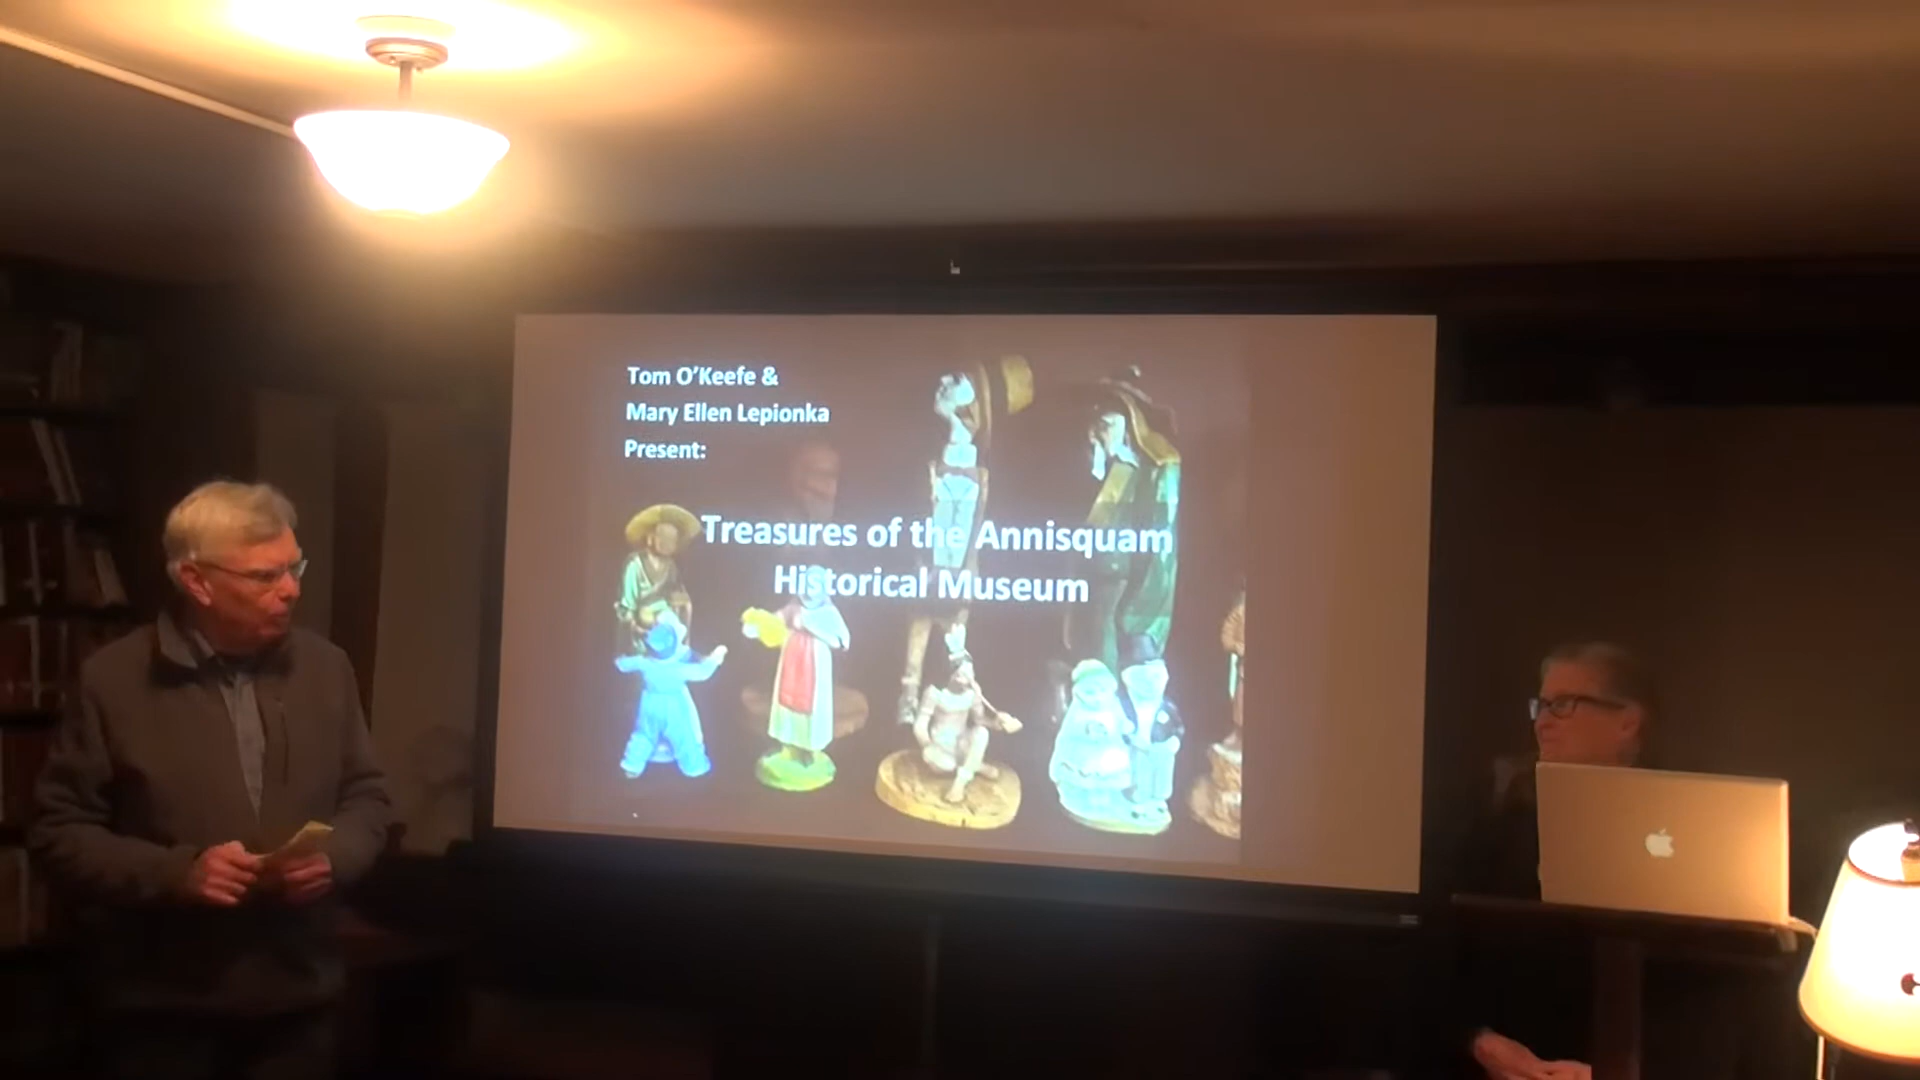 Tom O'Keefe &
Mary Ellen Lepionka
Present:
Treasures of the Annisquam
Historical Museum